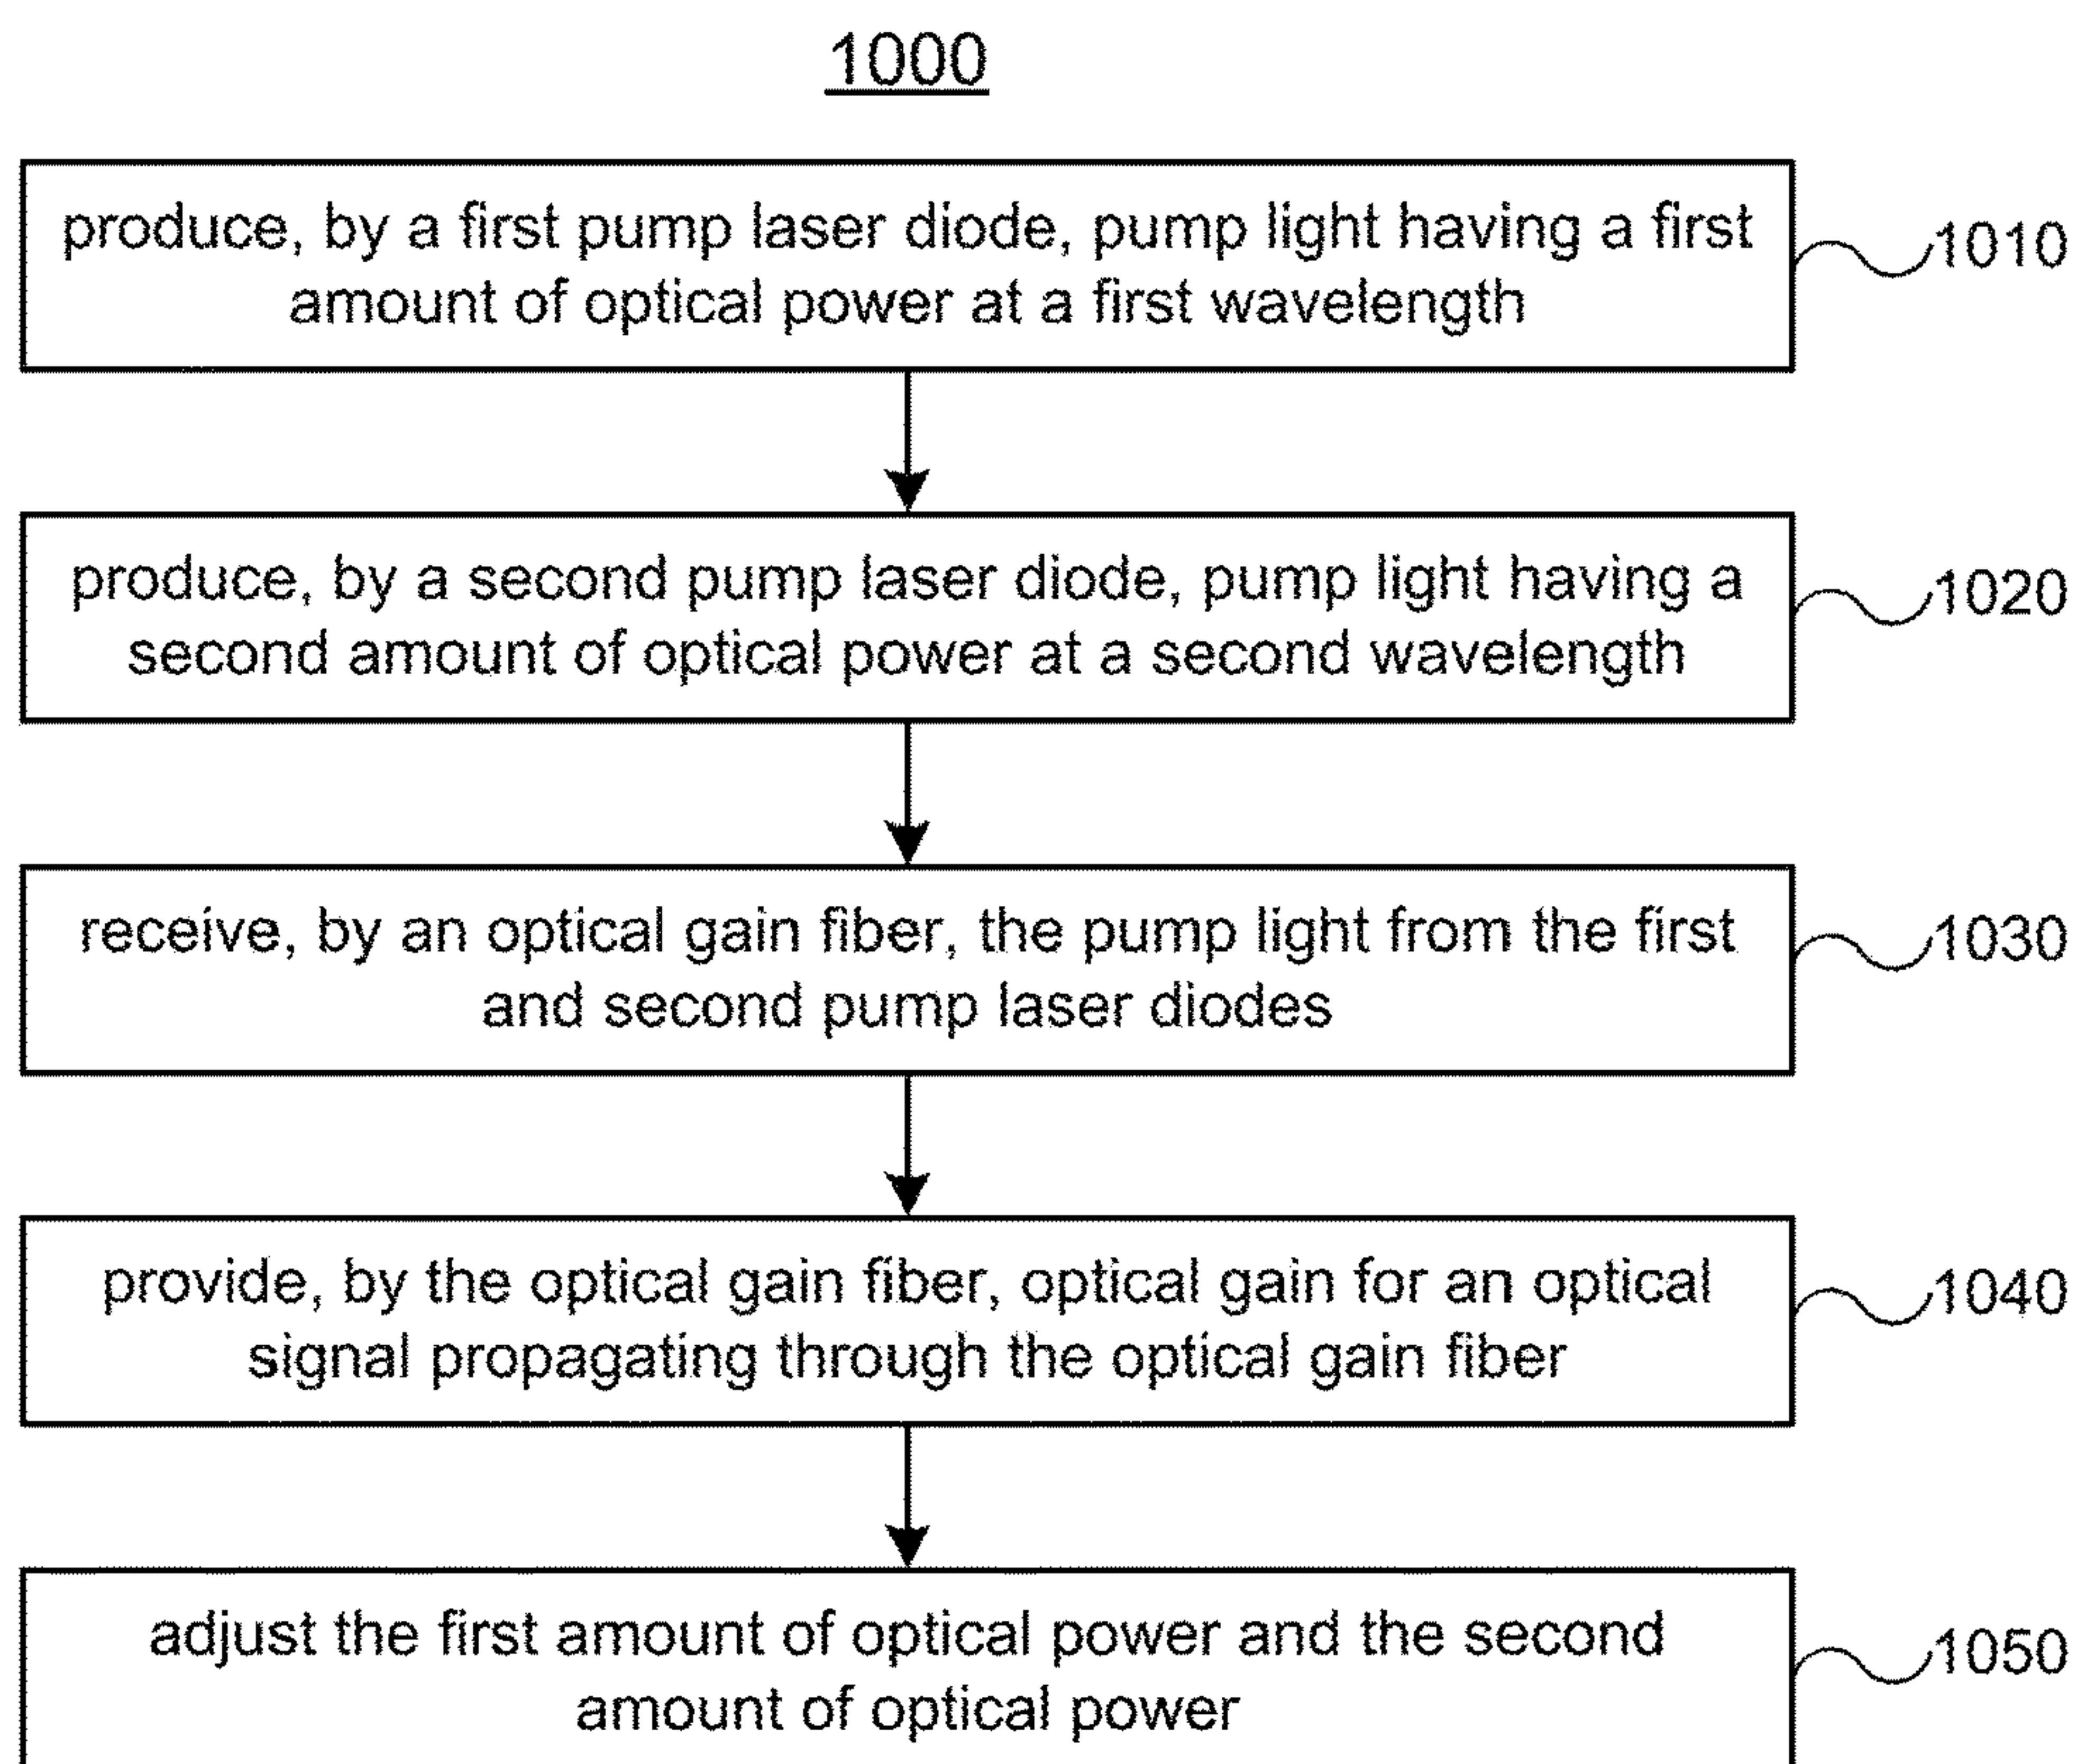 1000
produce, by a first pump laser diode, pump light having a first
amount of optical power at a first wavelength
1010
produce, by a second pump laser diode, pump light having a
second amount of optical power at a second wavelength
1020
receive, by an optical gain fiber, the pump light from the first
and second pump laser diodes
1030
provide, by the optical gain fiber, optical gain for an optical
signal propagating through the optical gain fiber
1040
adjust the first amount of optical power and the second
amount of optical power
1050